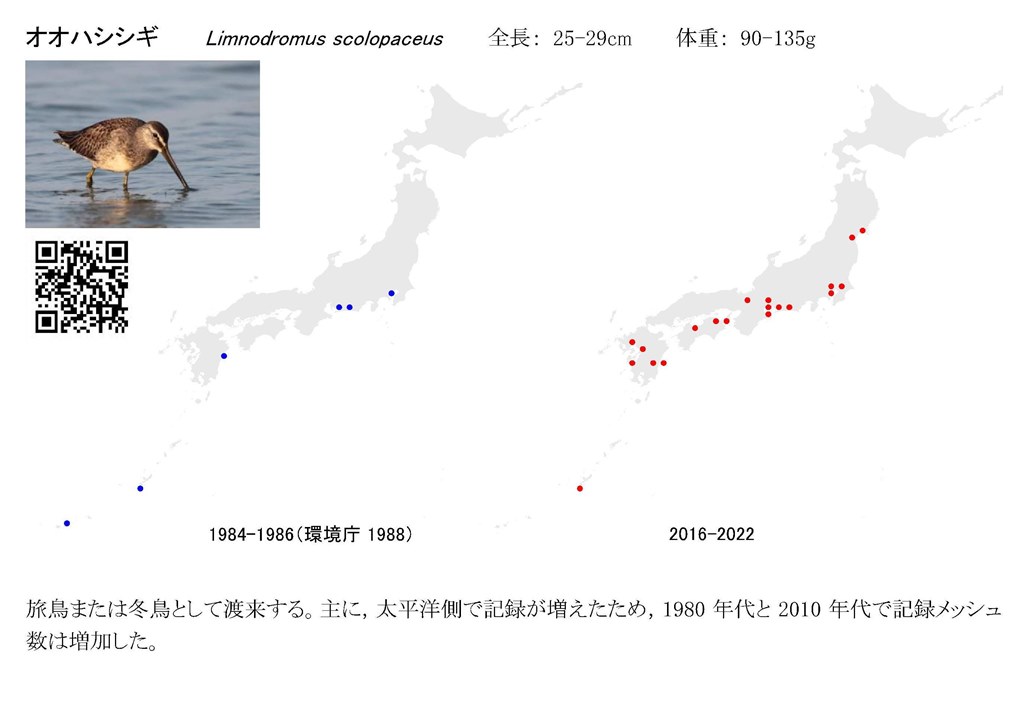 オオハシシギ Limnodromus scolopaceus 全長: 25-29cm 体重: 90-135g
1984-1986(環境庁 1988) 2016-2022
旅鳥または冬鳥として渡来する。主に, 太平洋側で記録が増えたため, 1980 年代と 2010 年代で記録メッシュ
数は増加した。